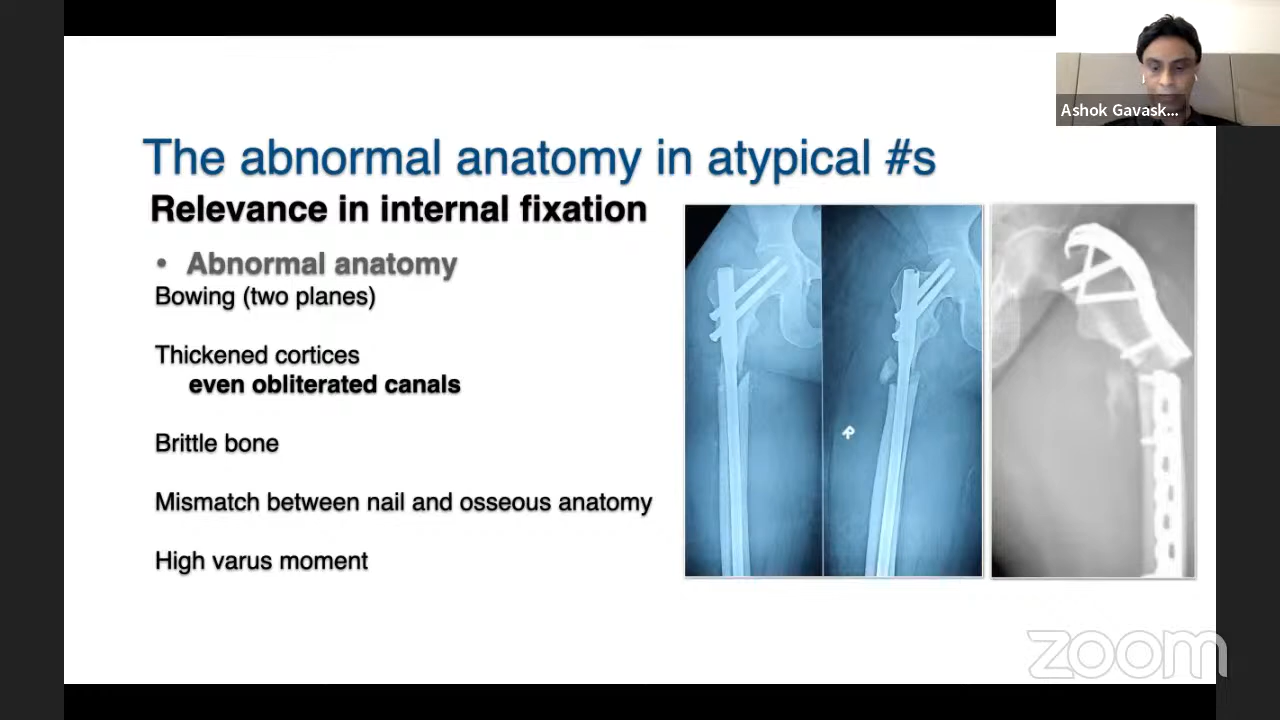 Ashok Gavask...
The abnormal anatomy in atypical #s
Relevance in internal fixation
• Abnormal anatomy
Bowing (two planes)
Thickened cortices
even obliterated canals
Brittle bone
Mismatch between nail and osseous anatomy
High varus moment
R
zoom